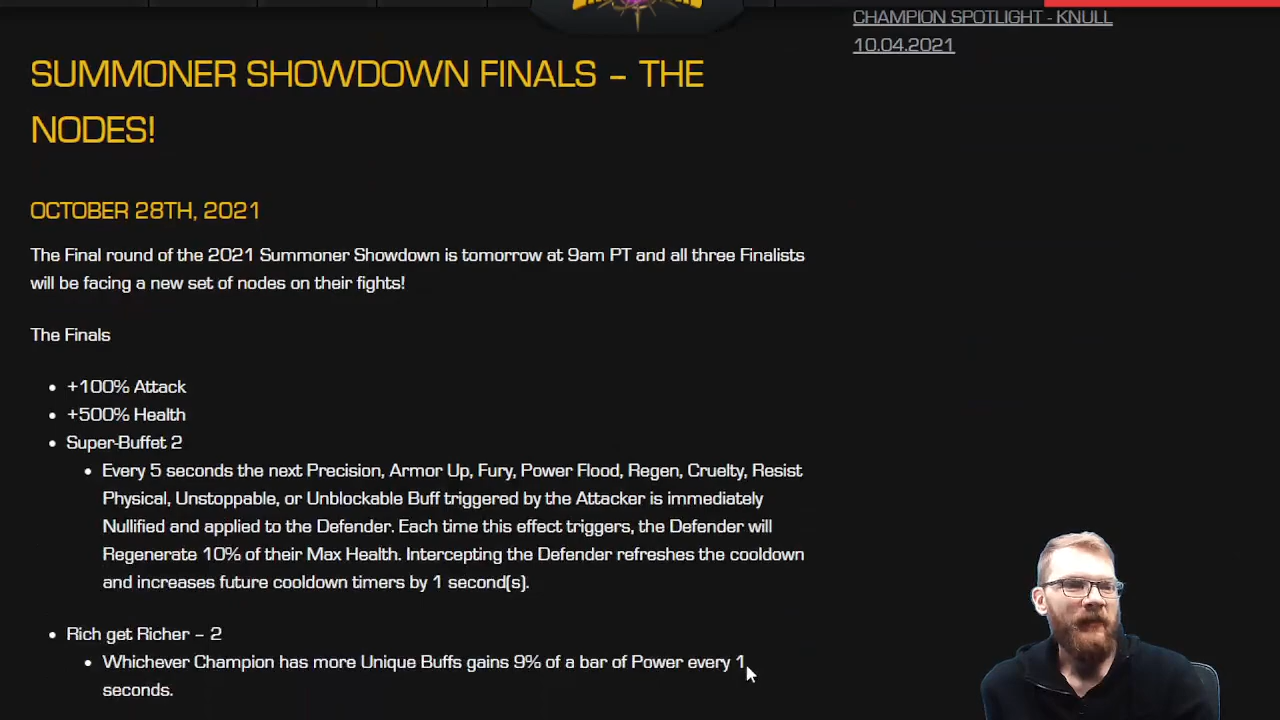 CHAMPION SPOTLIGHT - KNULL
10.04.2021
SUMMONER SHOWDOWN FINALS – THE
NODES!
OCTOBER 28TH, 2021
The Final round of the 2021 Summoner Showdown is tomorrow at 9am PT and all three Finalists
will be facing a new set of nodes on their fights!
The Finals
• +100% Attack
• +500% Health
• Super-Buffet 2
• Every 5 seconds the next Precision, Armor Up, Fury, Power Flood, Regen, Cruelty, Resist
Physical, Unstoppable, or Unblockable Buff triggered by the Attacker is immediately
Nullified and applied to the Defender. Each time this effect triggers, the Defender will
Regenerate 10% of their Max Health. Intercepting the Defender refreshes the cooldown
and increases future cooldown timers by 1 second(s).
• Rich get Richer – 2
• Whichever Champion has more Unique Buffs gains 9% of a bar of Power every 1
seconds.